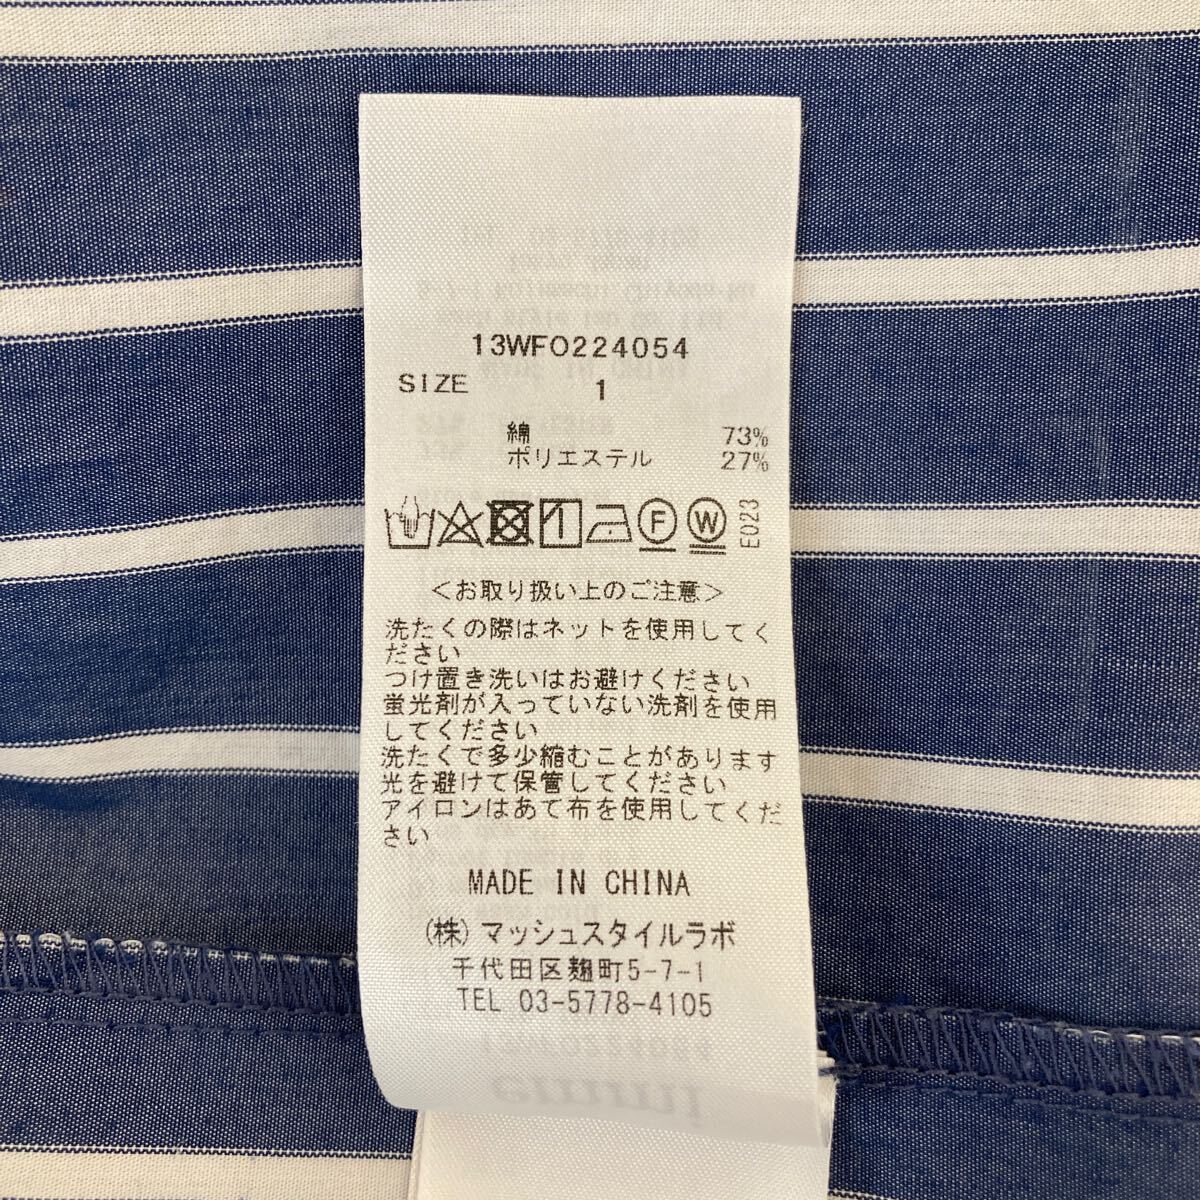 13WFO224054
SIZE 1
綿 73%
ポリエステル 27%
1 F W E023
<お取り扱い上のご注意>
洗たくの際はネットを使用してく
ださい
つけ置き洗いはお避けください
蛍光剤が入っていない洗剤を使用
してください
洗たくで多少縮むことがあります
光を避けて保管してください
アイロンはあて布を使用してくだ
さい
MADE IN CHINA
(株)マッシュスタイルラボ
千代田区麹町5-7-1
TEL 03-5778-4105